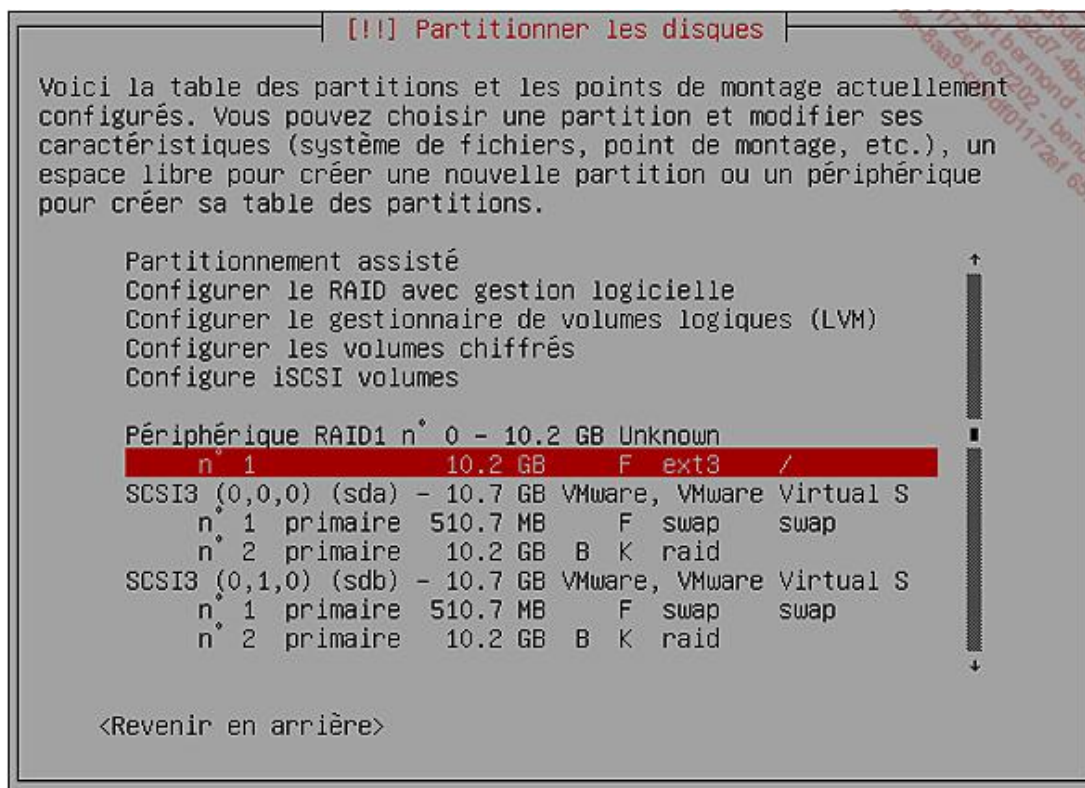 [!!] Partitionner les disques
Voici la table des partitions et les points de montage actuellement
configurés. Vous pouvez choisir une partition et modifier ses
caractéristiques (système de fichiers, point de montage, etc.), un
espace libre pour créer une nouvelle partition ou un périphérique
pour créer sa table des partitions.
Partitionnement assisté
Configurer le RAID avec gestion logicielle
Configurer le gestionnaire de volumes logiques (LVM)
Configurer les volumes chiffrés
Configure iSCSI volumes
Périphérique RAID1 n° 0 - 10.2 GB Unknown
n° 1 10.2 GB F ext3 /
SCSI3 (0,0,0) (sda) - 10.7 GB VMware, VMware Virtual S
n° 1 primaire 510.7 MB F swap swap
n° 2 primaire 10.2 GB B K raid
SCSI3 (0,1,0) (sdb) - 10.7 GB VMware, VMware Virtual S
n° 1 primaire 510.7 MB F swap swap
n° 2 primaire 10.2 GB B K raid
<Revenir en arrière>